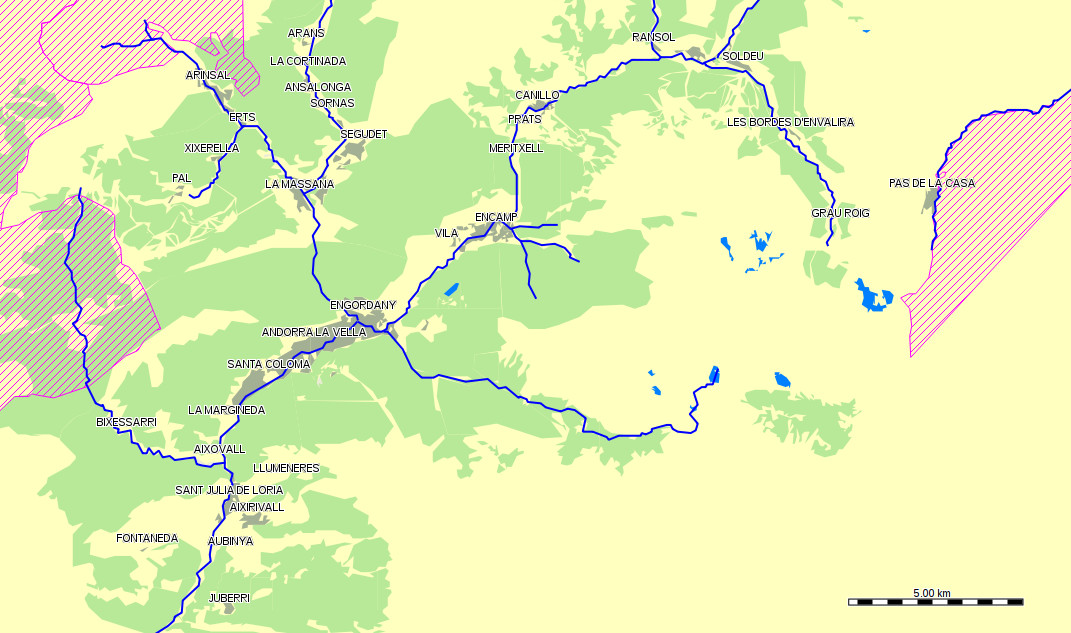 ARANS
RANSOL
SOLDEU
LA CORTINADA
ARINSAL
ANSALONGA
CANILLO
SORNAS
ERTS
PRATS
LES BORDES D'ENVALIRA
SEGUDET
XIXERELLA
MERITXELL
PAL
LA MASSANA
PAS DE LA CASA
GRAU ROIG
ENCAMP
VILA
ENGORDANY
ANDORRA LA VELLA
SANTA COLOMA
LA MARGINEDA
BIXESSARRI
AIXOVALL
LLUMENERES
SANT JULIA DE LORIA
AIXIRIVALL
FONTANEDA
AUBINYA
JUBERRI
5.00 km